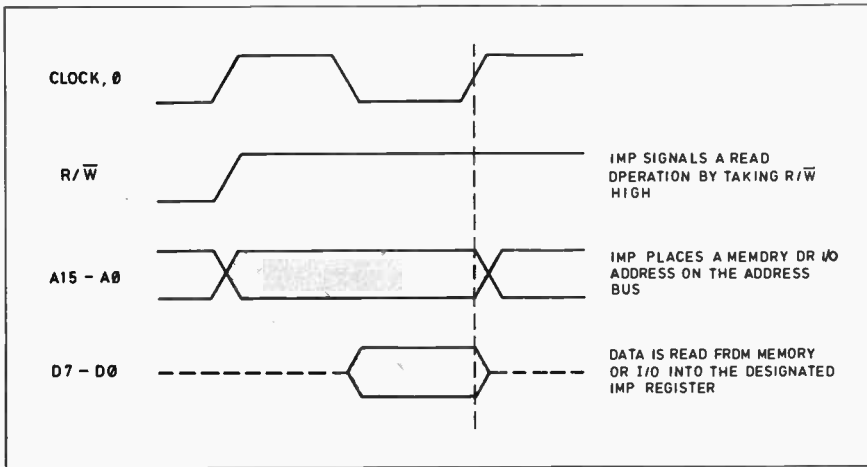 CLOCK, Ø
R/W̅
IMP SIGNALS A READ
DPERATION BY TAKING R/W̅
HIGH
A15 - AØ
IMP PLACES A MEMORY DR I/O
ADDRESS ON THE ADDRESS
BUS
D7 - DØ
DATA IS READ FROM MEMORY
OR I/O INTO THE DESIGNATED
IMP REGISTER